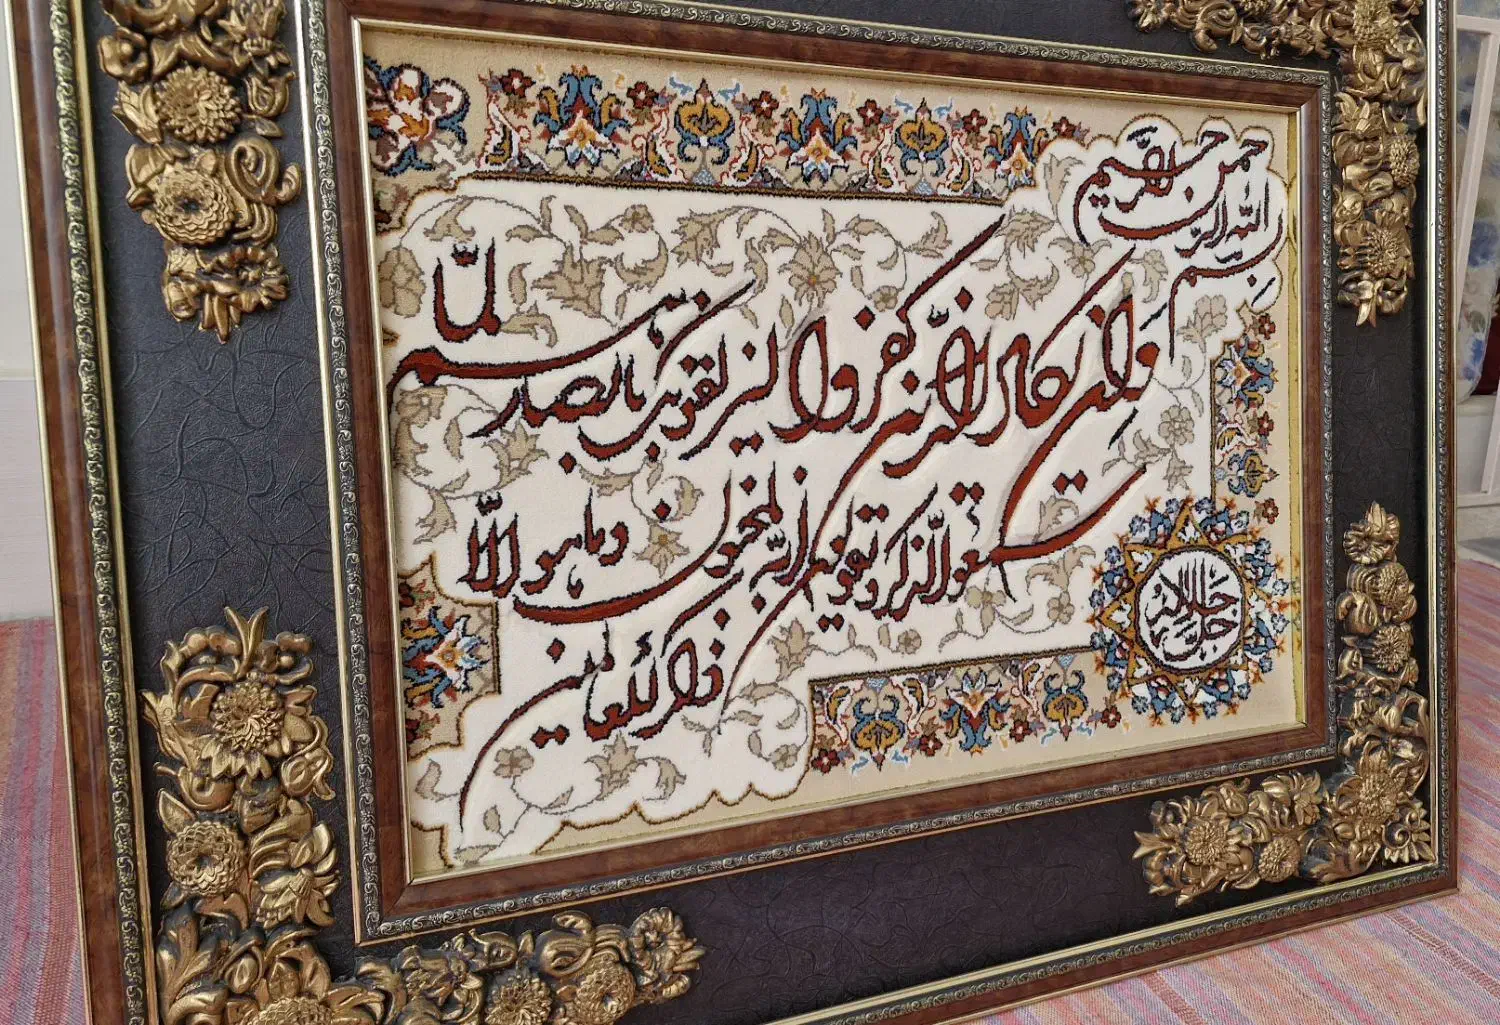 بسم الله الرحمن الرحیم
وان یکاد الذین کفروا لیزلقونک بابصارهم لما
سمعوا الذکر و یقولون انه لمجنون وما هو الا
ذکر للعالمین
جل جلاله